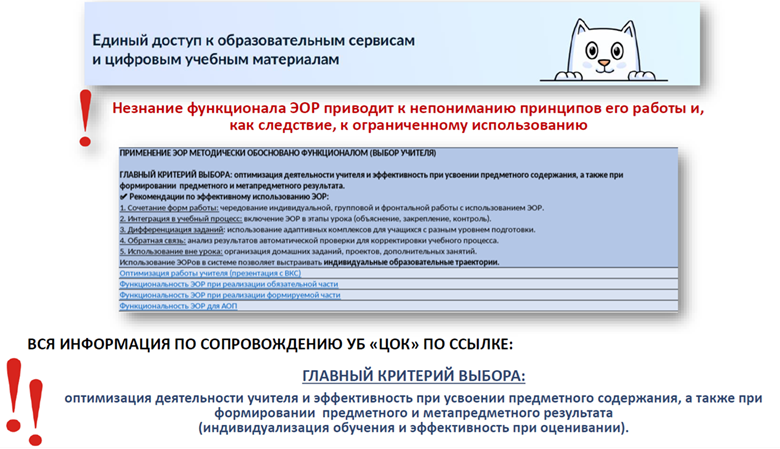 Единый доступ к образовательным сервисам
и цифровым учебным материалам
Незнание функционала ЭОР приводит к непониманию принципов его работы и,
как следствие, к ограниченному использованию
ПРИМЕНЕНИЕ ЭОР МЕТОДИЧЕСКИ ОБОСНОВАНО ФУНКЦИОНАЛОМ (ВЫБОР УЧИТЕЛЯ)
ГЛАВНЫЙ КРИТЕРИЙ ВЫБОРА: оптимизация деятельности учителя и эффективность при усвоении предметного содержания, а также при
формировании предметного и метапредметного результата.
✔ Рекомендации по эффективному использованию ЭОР:
1. Сочетание форм работы: чередование индивидуальной, групповой и фронтальной работы с использованием ЭОР.
2. Интеграция в учебный процесс: включение ЭОР в этапы урока (объяснение, закрепление, контроль).
3. Дифференциация заданий: использование адаптивных комплексов для учащихся с разным уровнем подготовки.
4. Обратная связь: анализ результатов автоматической проверки для корректировки учебного процесса.
5. Использование вне урока: организация домашних заданий, проектов, дополнительных занятий.
Использование ЭОРов в системе позволяет выстраивать индивидуальные образовательные траектории.
Оптимизация работы учителя (презентация с ВКС)
Функциональность ЭОР при реализации обязательной части
Функциональность ЭОР при реализации формируемой части
Функциональность ЭОР для АОП
ВСЯ ИНФОРМАЦИЯ ПО СОПРОВОЖДЕНИЮ УБ «ЦОК» ПО ССЫЛКЕ:
ГЛАВНЫЙ КРИТЕРИЙ ВЫБОРА:
оптимизация деятельности учителя и эффективность при усвоении предметного содержания, а также при
формировании предметного и метапредметного результата
(индивидуализация обучения и эффективность при оценивании).